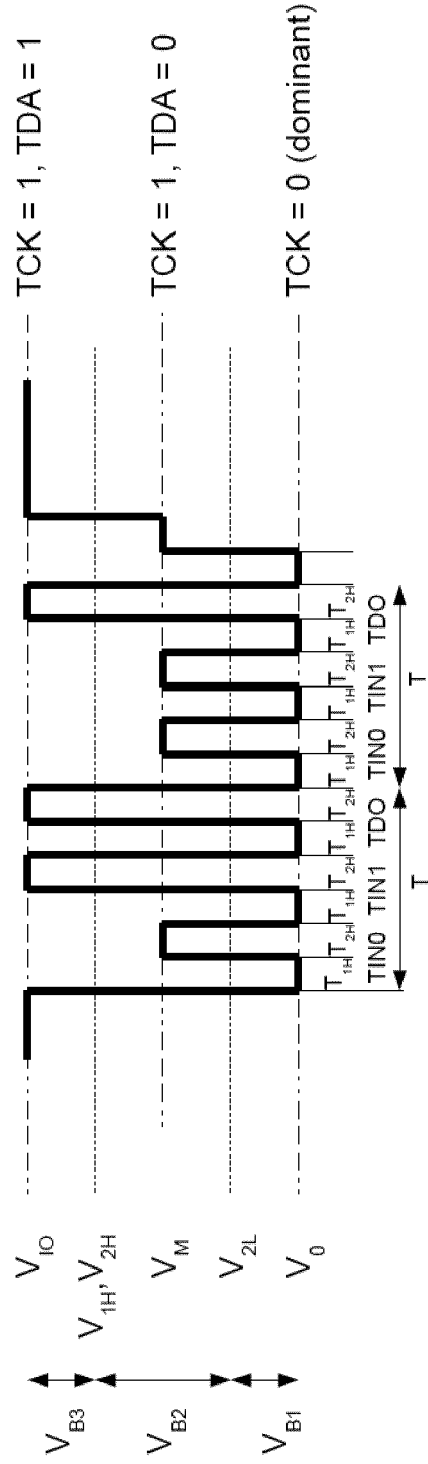 V_IO TCK = 1, TDA = 1
V_B3
V_1H, V_2H
V_M TCK = 1, TDA = 0
V_B2
V_2L
V_B1
V_0 TCK = 0 (dominant)
T_1H T_2H T_1H T_2H T_1H T_2H T_1H T_2H T_1H T_2H T_1H T_2H
TIN0 TIN1 TDO TIN0 TIN1 TDO
T T